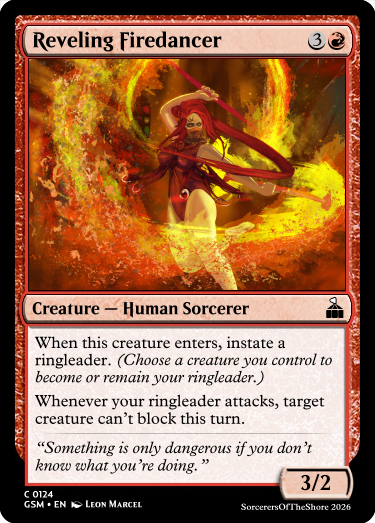 Reveling Firedancer 3
Creature — Human Sorcerer
When this creature enters, instate a
ringleader. (Choose a creature you control to
become or remain your ringleader.)
Whenever your ringleader attacks, target
creature can't block this turn.
“Something is only dangerous if you don't
know what you're doing.”
3/2
C 0124
GSM • EN Leon Marcel
SorcerersOfTheShore 2026